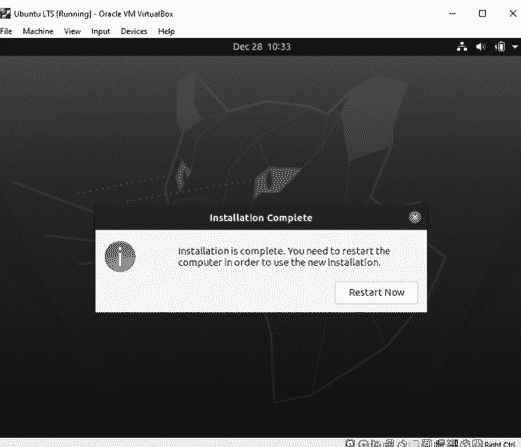 Ubuntu LTS [Running] - Oracle VM VirtualBox
File Machine View Input Devices Help
Dec 28 10:33
Installation Complete
Installation is complete. You need to restart the
computer in order to use the new installation.
Restart Now
Right Ctrl